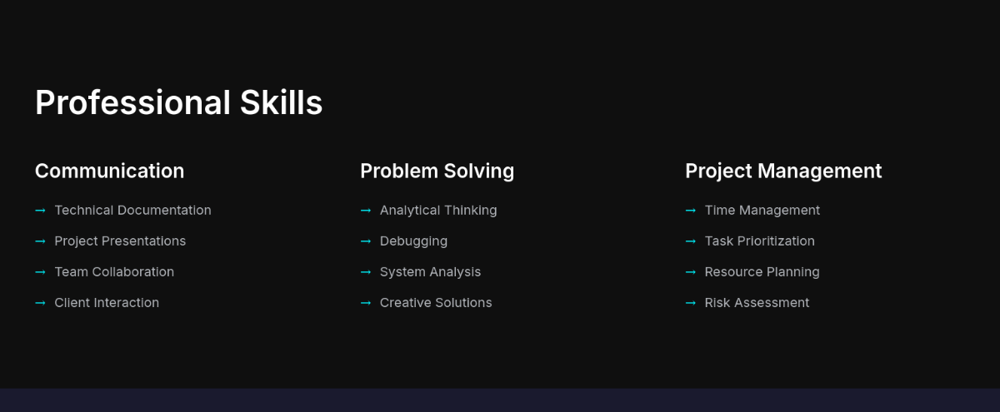 Professional Skills
Communication
→ Technical Documentation
→ Project Presentations
→ Team Collaboration
→ Client Interaction
Problem Solving
→ Analytical Thinking
→ Debugging
→ System Analysis
→ Creative Solutions
Project Management
→ Time Management
→ Task Prioritization
→ Resource Planning
→ Risk Assessment